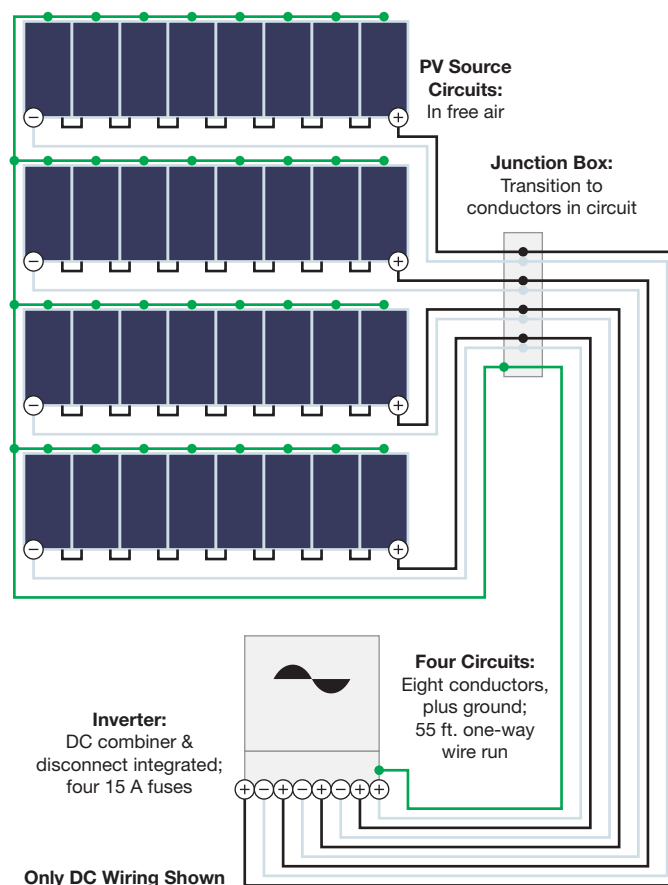 PV Source
Circuits:
In free air
Junction Box:
Transition to
conductors in circuit
Four Circuits:
Eight conductors,
plus ground;
55 ft. one-way
wire run
Inverter:
DC combiner &
disconnect integrated;
four 15 A fuses
Only DC Wiring Shown